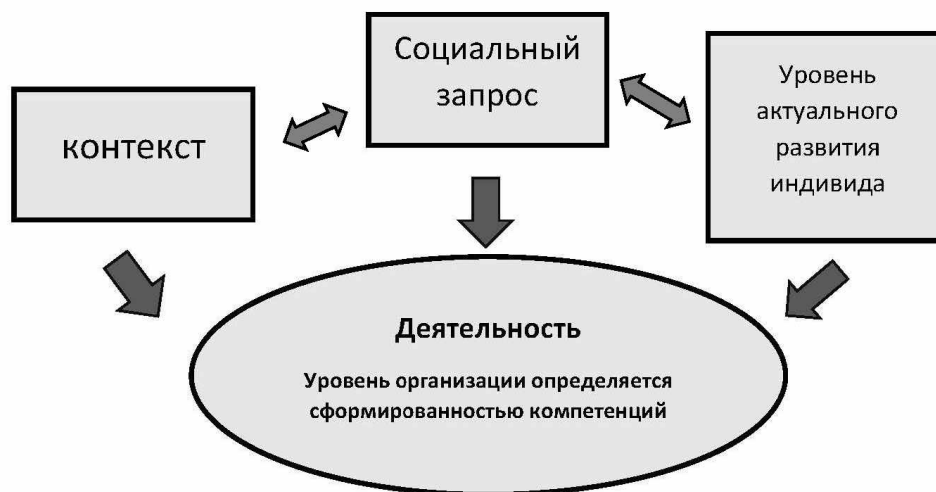 контекст
Социальный
запрос
Уровень
актуального
развития
индивида
Деятельность
Уровень организации определяется
сформированностью компетенций